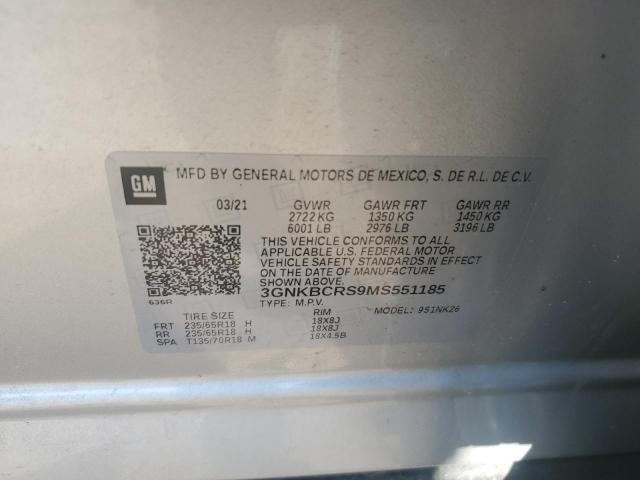 GM
MFD BY GENERAL MOTORS DE MEXICO, S. DE R.L. DE C.V.
03/21 GVWR GAWR FRT GAWR RR
2722 KG 1350 KG 1450 KG
6001 LB 2976 LB 3196 LB
THIS VEHICLE CONFORMS TO ALL
APPLICABLE U.S. FEDERAL MOTOR
VEHICLE SAFETY STANDARDS IN
EFFECT ON THE DATE OF MANUFACTURE
SHOWN ABOVE.
3GNKBCRS9MS551185
636R TYPE: M.P.V. MODEL: 9S1NK26
TIRE SIZE RIM
FRT 235/65R18 H 18X8J
RR 235/65R18 H 18X8J
SPA T135/70R18 M 18X4.5B